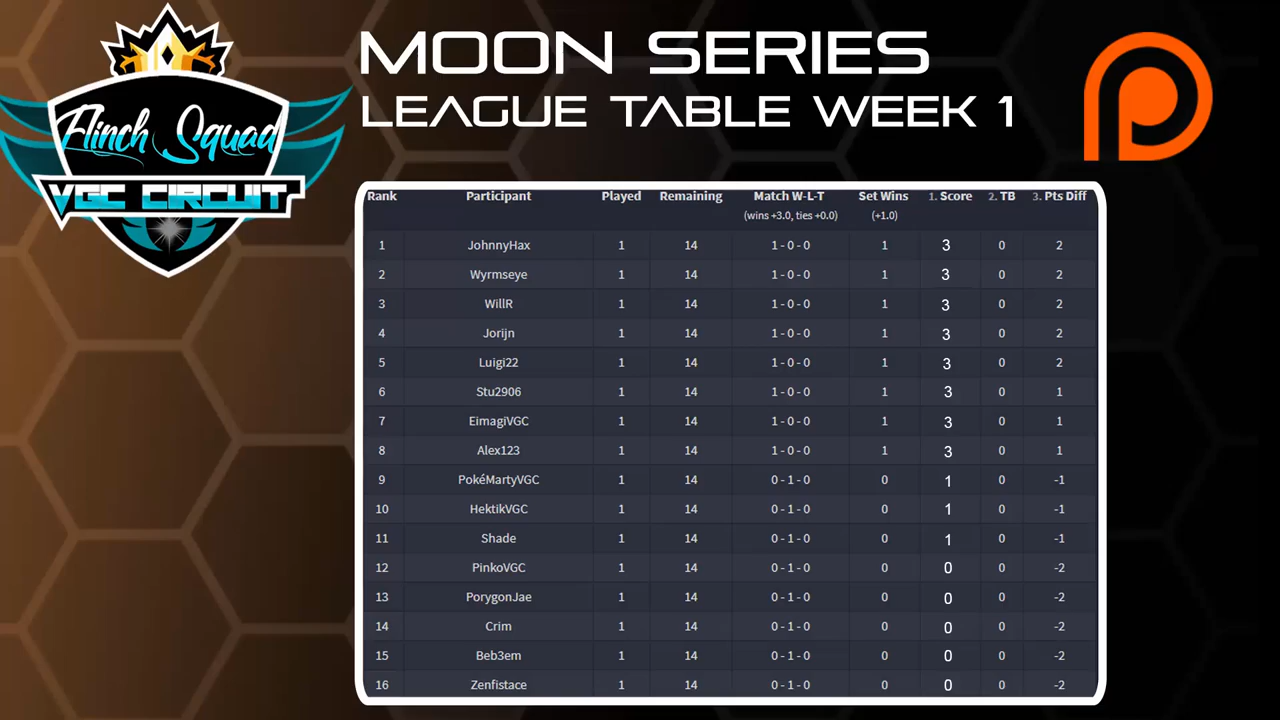 MOON SERIES
LEAGUE TABLE WEEK 1
Flinch Squad
VGC CIRCUIT
Rank Participant Played Remaining Match W-L-T Set Wins 1. Score 2. TB 3. Pts Diff
(wins +3.0, ties +0.0) (+1.0)
1 JohnnyHax 1 14 1 - 0 - 0 1 3 0 2
2 Wyrmseye 1 14 1 - 0 - 0 1 3 0 2
3 WillR 1 14 1 - 0 - 0 1 3 0 2
4 Jorijn 1 14 1 - 0 - 0 1 3 0 2
5 Luigi22 1 14 1 - 0 - 0 1 3 0 2
6 Stu2906 1 14 1 - 0 - 0 1 3 0 1
7 EimagiVGC 1 14 1 - 0 - 0 1 3 0 1
8 Alex123 1 14 1 - 0 - 0 1 3 0 1
9 PokéMartyVGC 1 14 0 - 1 - 0 0 1 0 -1
10 HektikVGC 1 14 0 - 1 - 0 0 1 0 -1
11 Shade 1 14 0 - 1 - 0 0 1 0 -1
12 PinkoVGC 1 14 0 - 1 - 0 0 0 0 -2
13 PorygonJae 1 14 0 - 1 - 0 0 0 0 -2
14 Crim 1 14 0 - 1 - 0 0 0 0 -2
15 Beb3em 1 14 0 - 1 - 0 0 0 0 -2
16 Zenfistace 1 14 0 - 1 - 0 0 0 0 -2